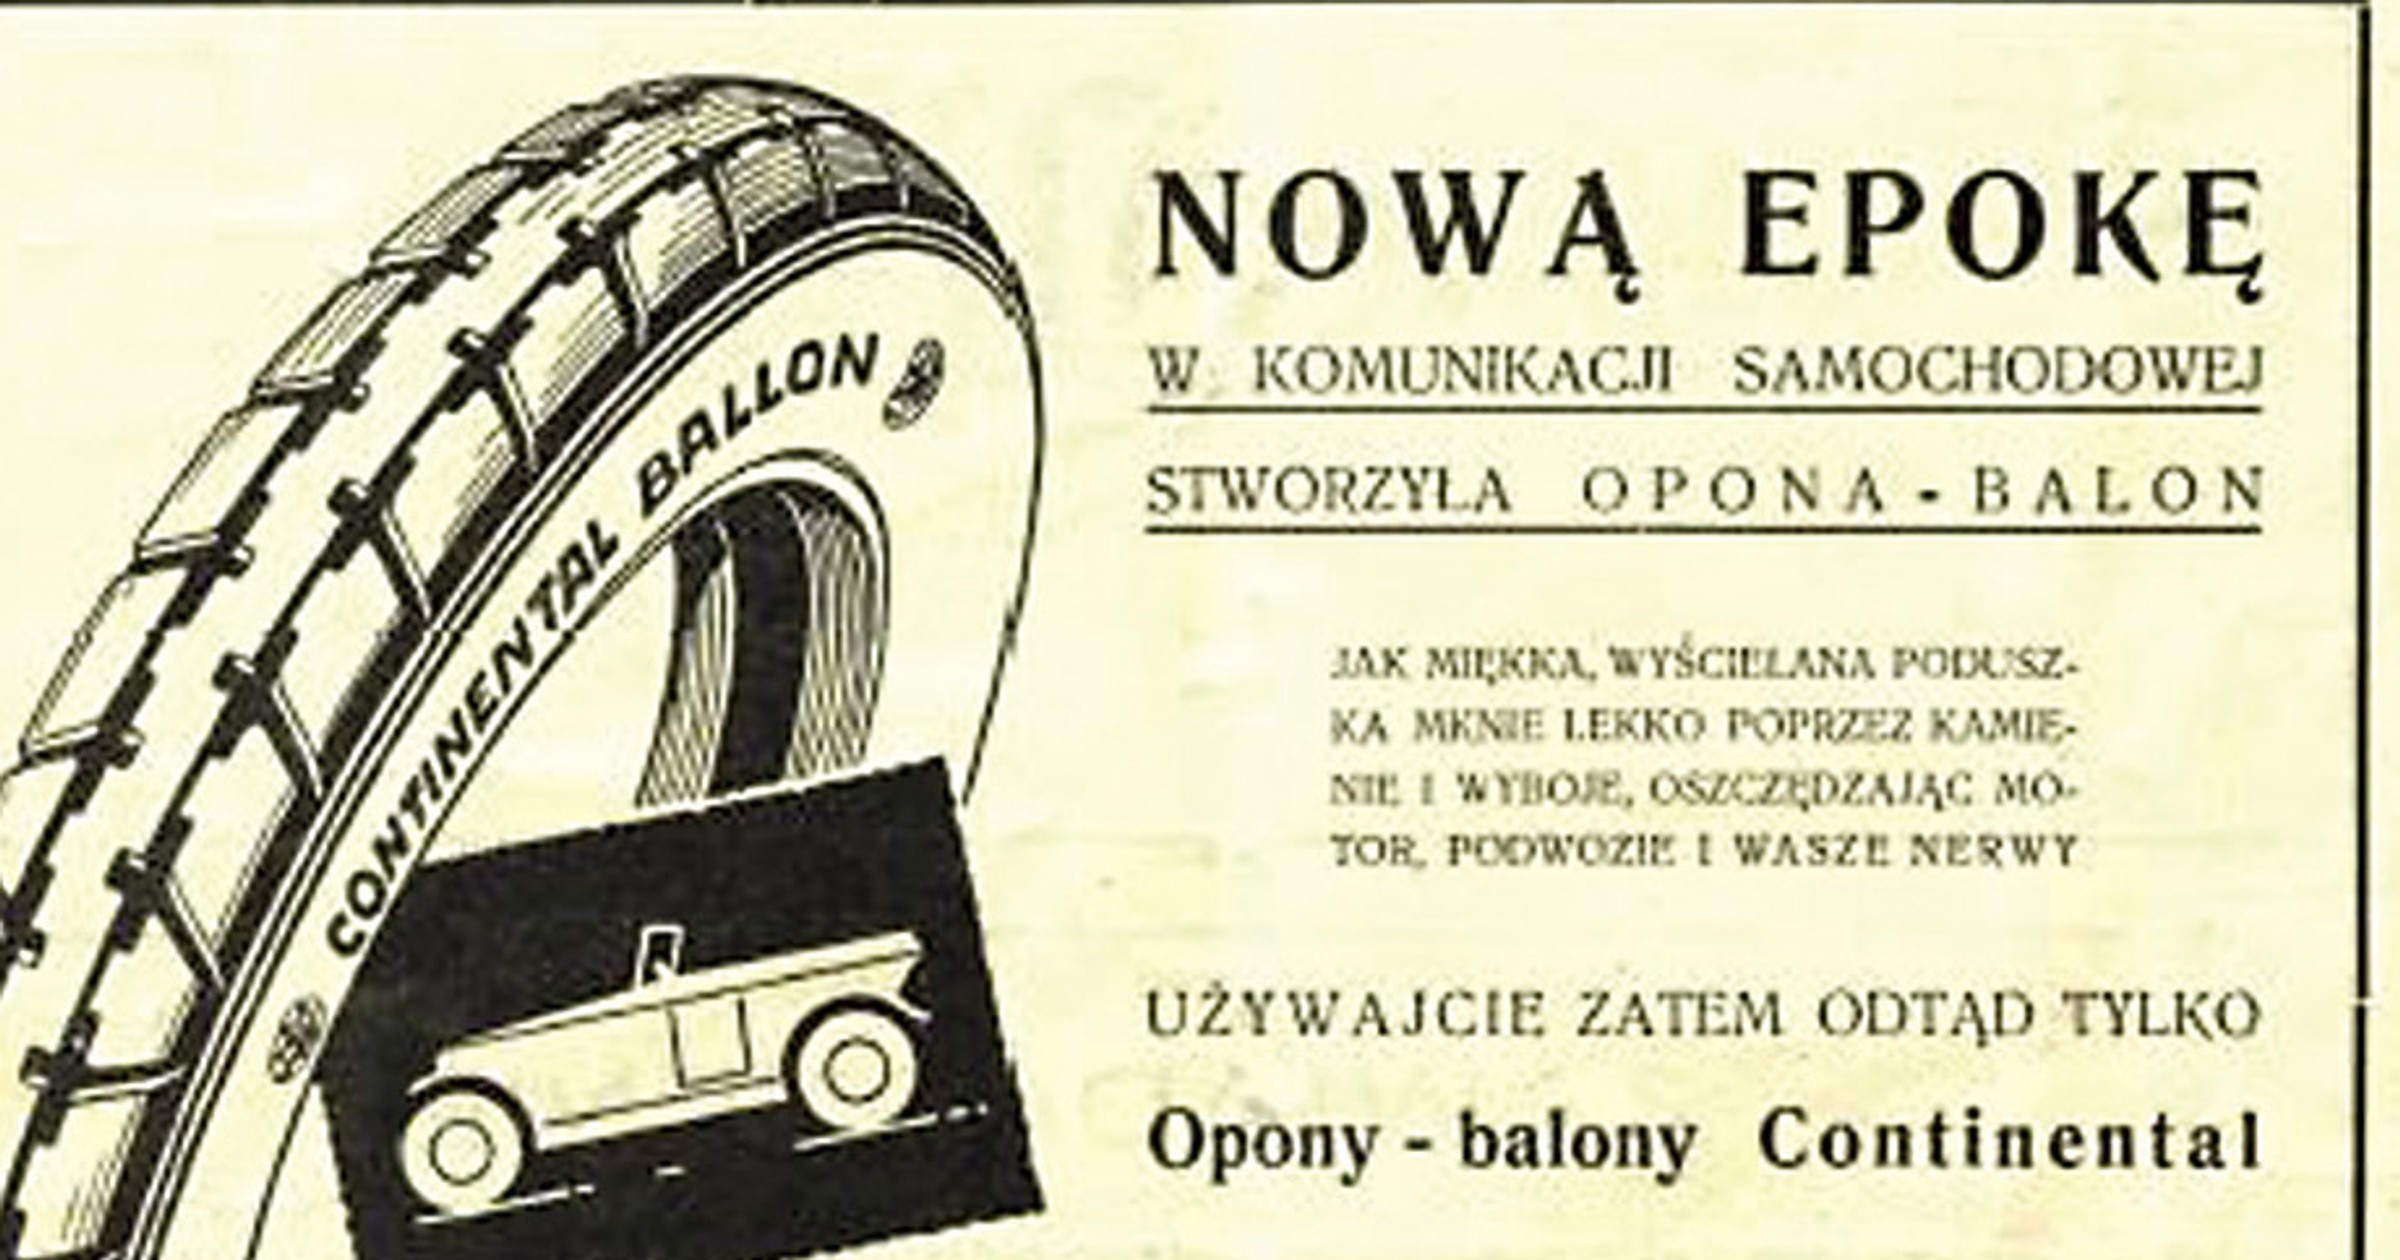 CONTINENTAL BALLON
NOWĄ EPOKĘ
W KOMUNIKACJI SAMOCHODOWEJ
STWORZYŁA OPONA-BALON
JAK MIĘKKA, WYŚCIELANA PODUSZ-
KA MKNIE LEKKO POPRZEZ KAMIE-
NIE I WYBOJE, OSZCZĘDZAJĄC MO-
TOR, PODWOZIE I WASZE NERWY
UŻYWAJCIE ZATEM ODTĄD TYLKO
Opony-balony Continental